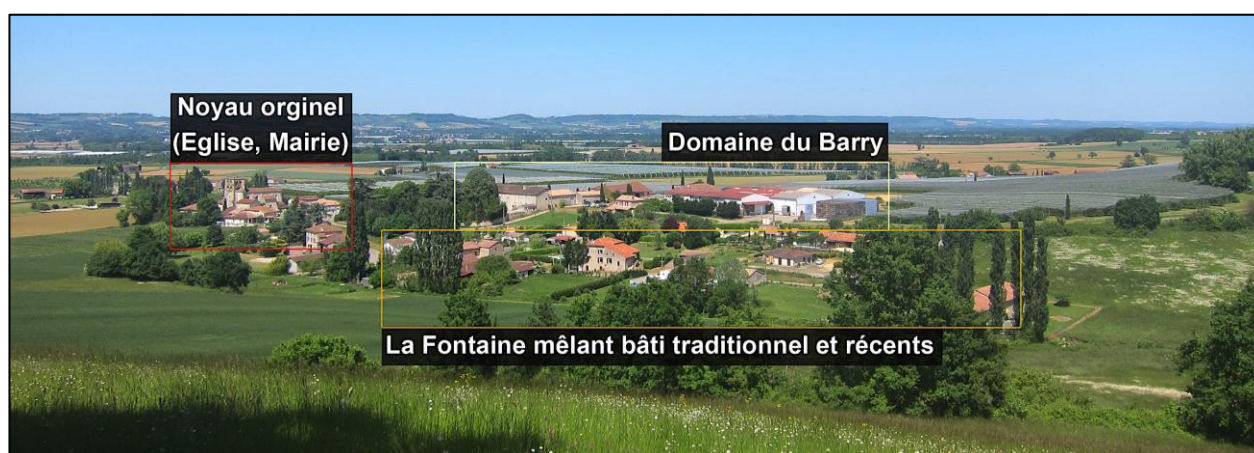 Noyau orginel
(Eglise, Mairie)
Domaine du Barry
La Fontaine mêlant bâti traditionnel et récents